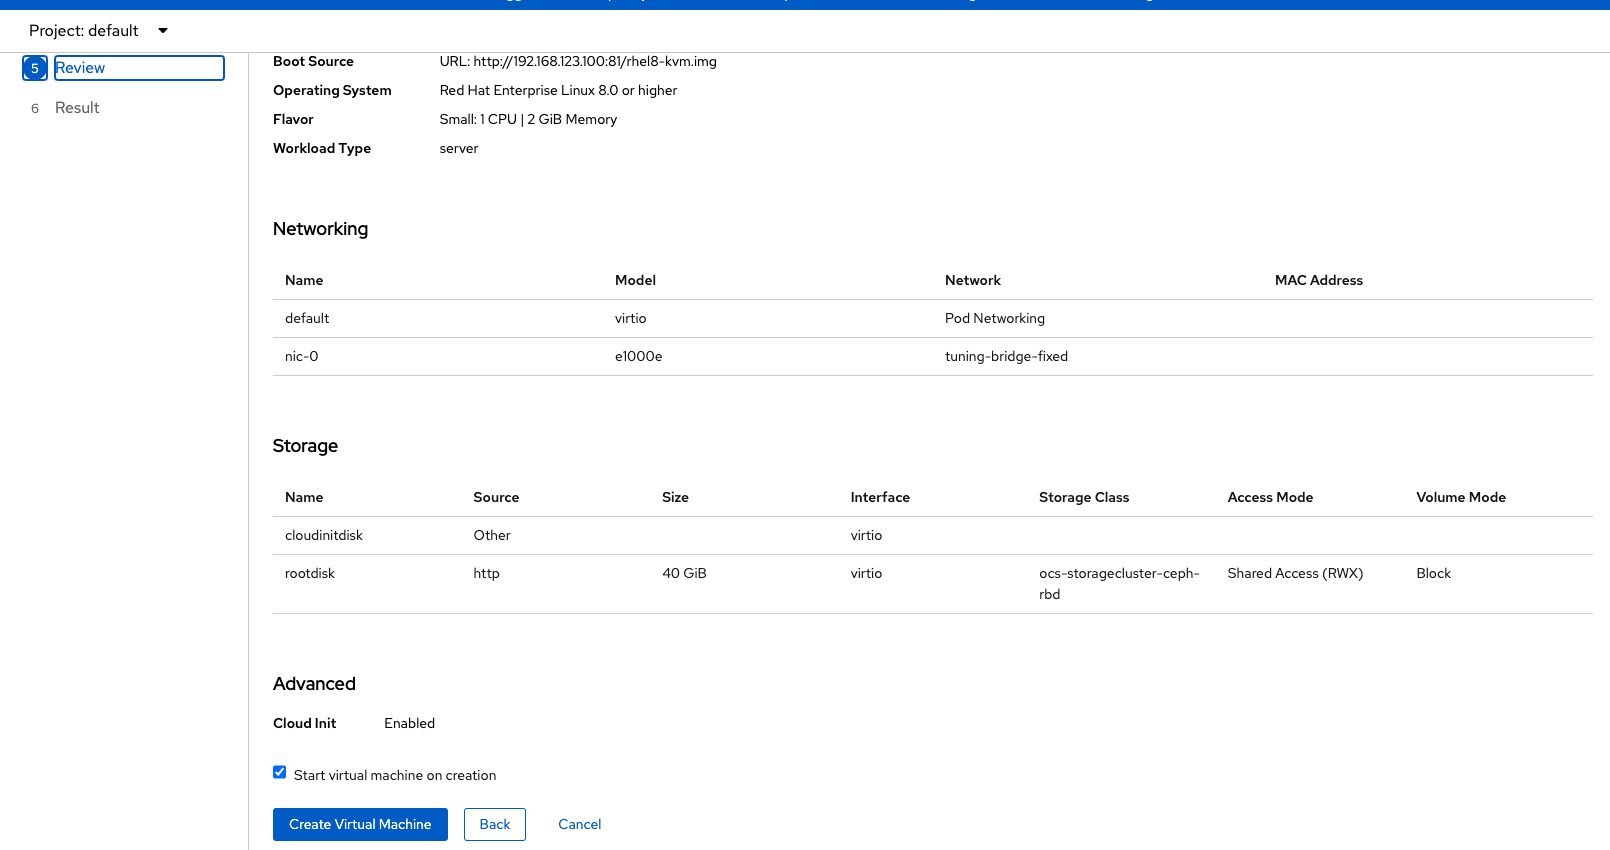 Project: default
5 Review
6 Result
Boot Source URL: http://192.168.123.100:81/rhel8-kvm.img
Operating System Red Hat Enterprise Linux 8.0 or higher
Flavor Small: 1 CPU | 2 GiB Memory
Workload Type server
Networking
Name Model Network MAC Address
default virtio Pod Networking
nic-0 e1000e tuning-bridge-fixed
Storage
Name Source Size Interface Storage Class Access Mode Volume Mode
cloudinitdisk Other virtio
rootdisk http 40 GiB virtio ocs-storagecluster-ceph- Shared Access (RWX) Block
rbd
Advanced
Cloud Init Enabled
Start virtual machine on creation
Create Virtual Machine Back Cancel